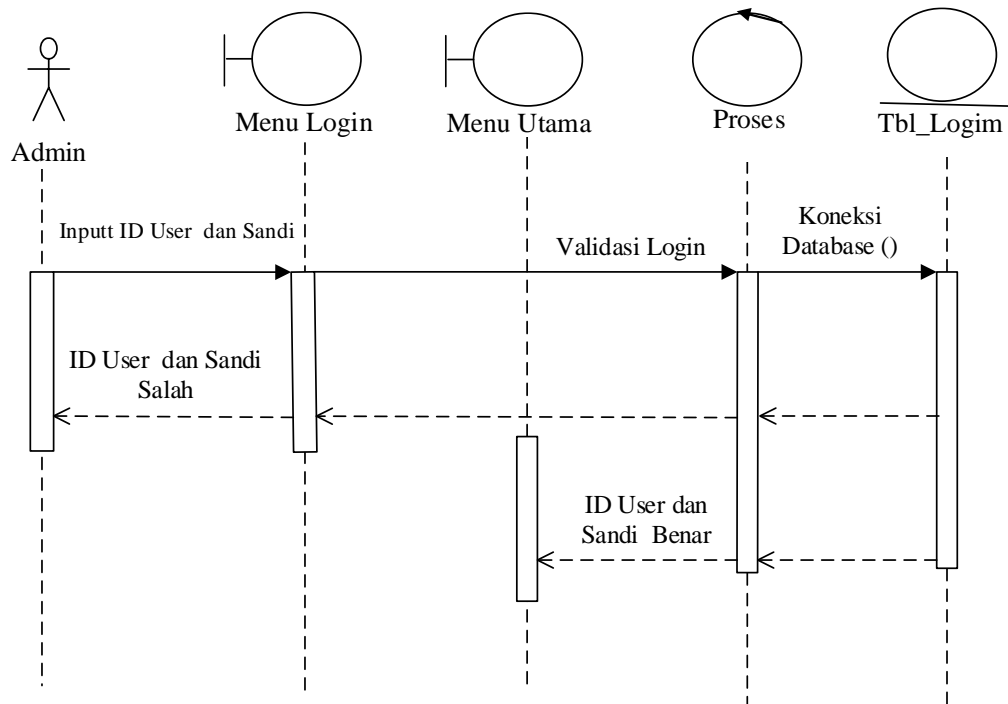 Admin
Menu Login
Menu Utama
Proses
Tbl_Logim
Inputt ID User dan Sandi
Validasi Login
Koneksi
Database ()
ID User dan Sandi
Salah
ID User dan
Sandi Benar